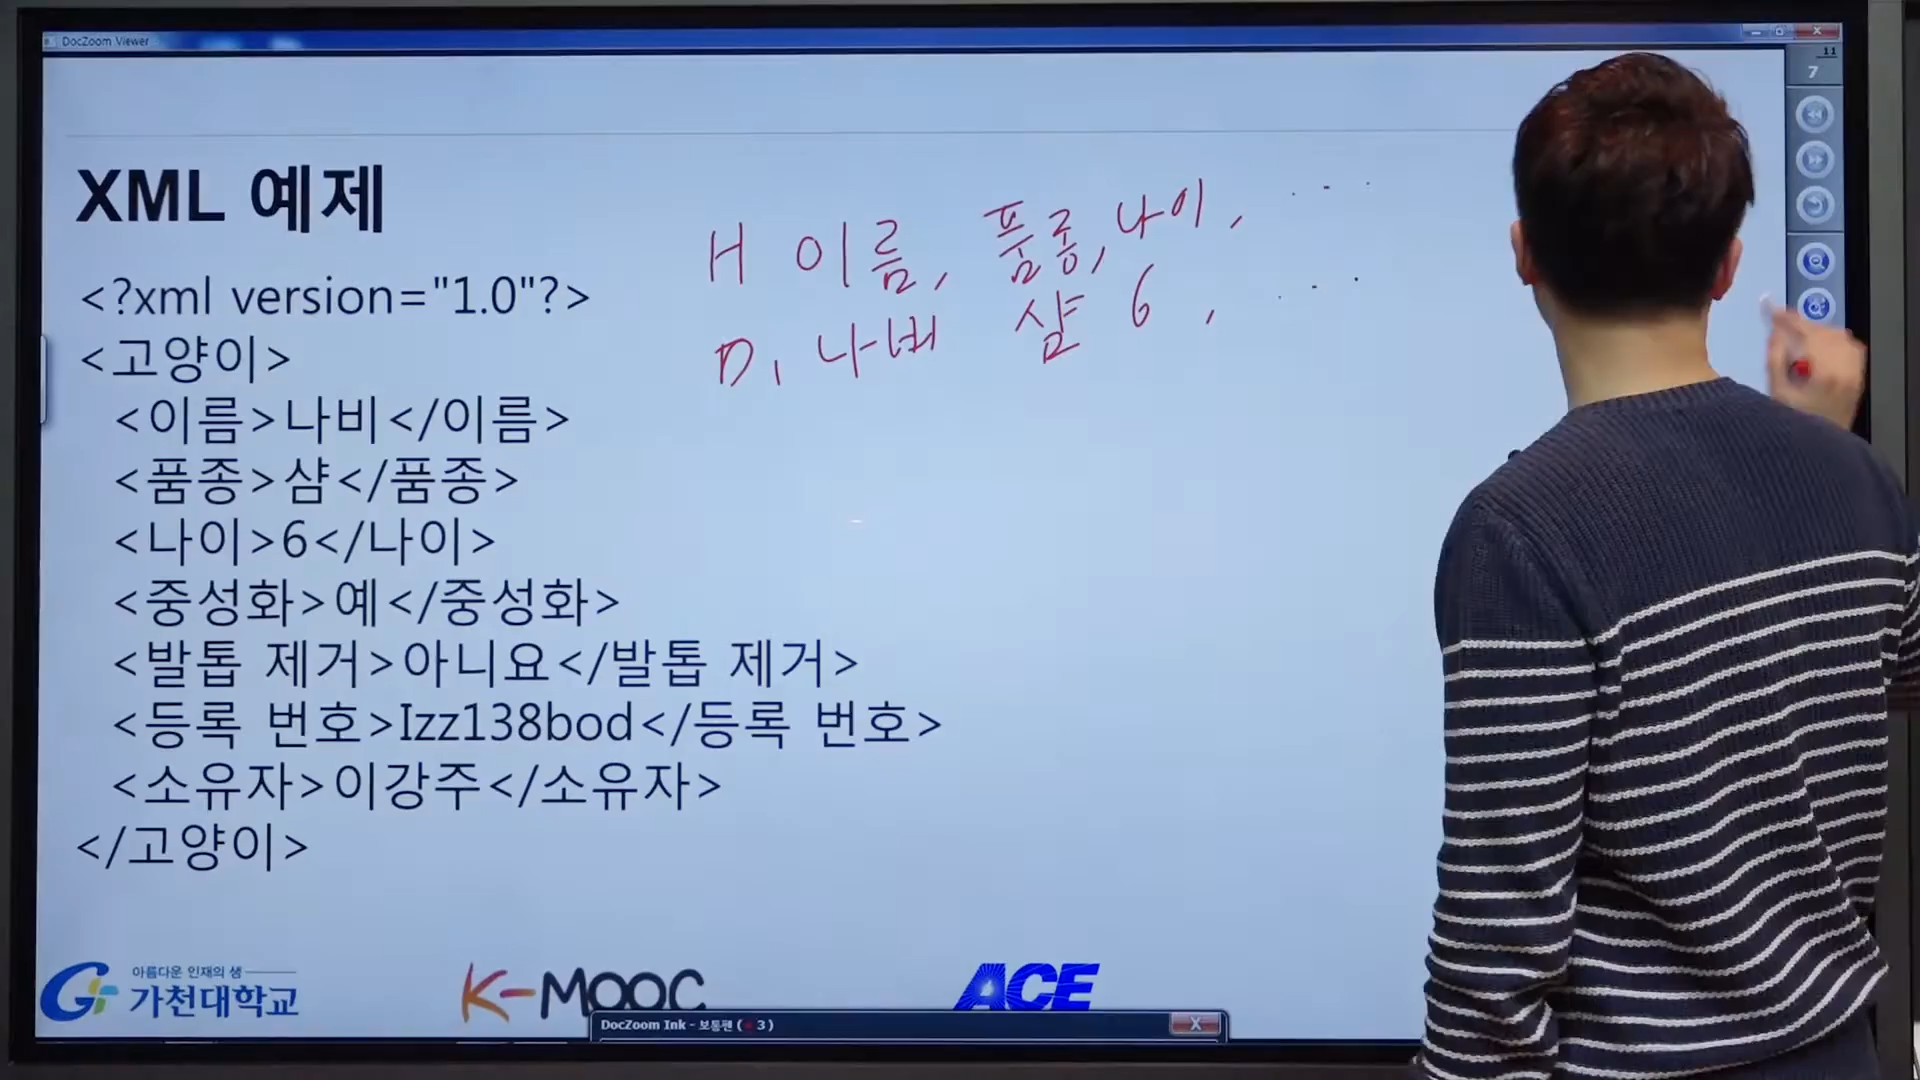 DocZoom Viewer
11
7
XML 예제
H 이름, 품종, 나이, ...
D, 나비 샴 6 , ...
<?xml version="1.0"?>
<고양이>
<이름>나비</이름>
<품종>샴</품종>
<나이>6</나이>
<중성화>예</중성화>
<발톱 제거>아니요</발톱 제거>
<등록 번호>Izz138bod</등록 번호>
<소유자>이강주</소유자>
</고양이>
아름다운 인재의 샘
가천대학교
K-MOOC
ACE
DocZoom Ink - 보통펜 ( 3 )